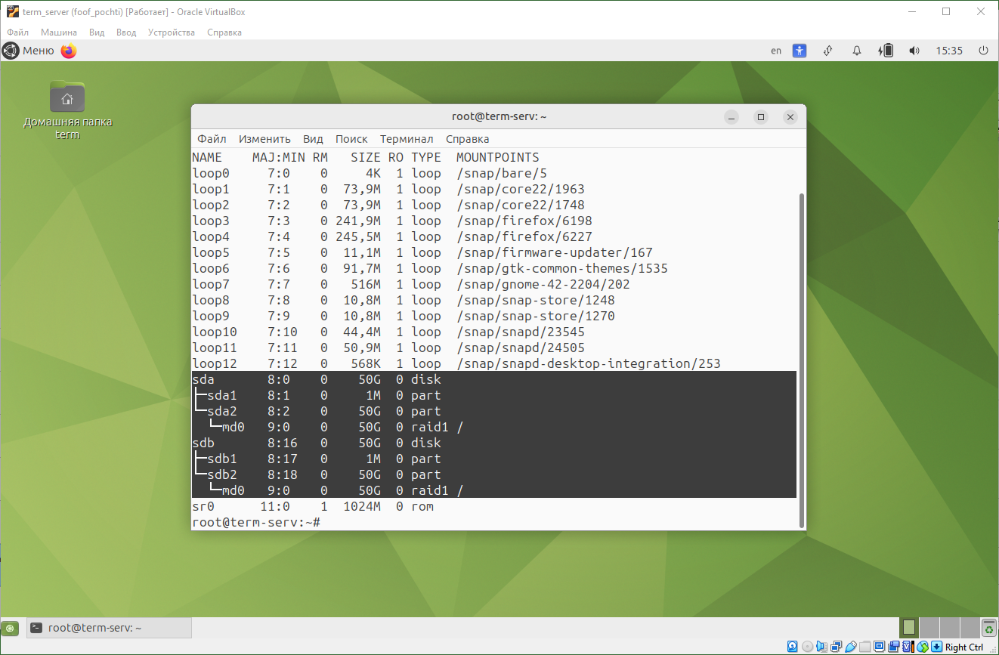 term_server (foof_pochti) [Работает] - Oracle VirtualBox
Файл Машина Вид Ввод Устройства Справка
Меню en 15:35
Домашняя папка
term
root@term-serv: ~
Файл Изменить Вид Поиск Терминал Справка
NAME MAJ:MIN RM SIZE RO TYPE MOUNTPOINTS
loop0 7:0 0 4K 1 loop /snap/bare/5
loop1 7:1 0 73,9M 1 loop /snap/core22/1963
loop2 7:2 0 73,9M 1 loop /snap/core22/1748
loop3 7:3 0 241,9M 1 loop /snap/firefox/6198
loop4 7:4 0 245,5M 1 loop /snap/firefox/6227
loop5 7:5 0 11,1M 1 loop /snap/firmware-updater/167
loop6 7:6 0 91,7M 1 loop /snap/gtk-common-themes/1535
loop7 7:7 0 516M 1 loop /snap/gnome-42-2204/202
loop8 7:8 0 10,8M 1 loop /snap/snap-store/1248
loop9 7:9 0 10,8M 1 loop /snap/snap-store/1270
loop10 7:10 0 44,4M 1 loop /snap/snapd/23545
loop11 7:11 0 50,9M 1 loop /snap/snapd/24505
loop12 7:12 0 568K 1 loop /snap/snapd-desktop-integration/253
sda 8:0 0 50G 0 disk
├─sda1 8:1 0 1M 0 part
└─sda2 8:2 0 50G 0 part
└─md0 9:0 0 50G 0 raid1 /
sdb 8:16 0 50G 0 disk
├─sdb1 8:17 0 1M 0 part
└─sdb2 8:18 0 50G 0 part
└─md0 9:0 0 50G 0 raid1 /
sr0 11:0 1 1024M 0 rom
root@term-serv:~#
root@term-serv: ~
Right Ctrl